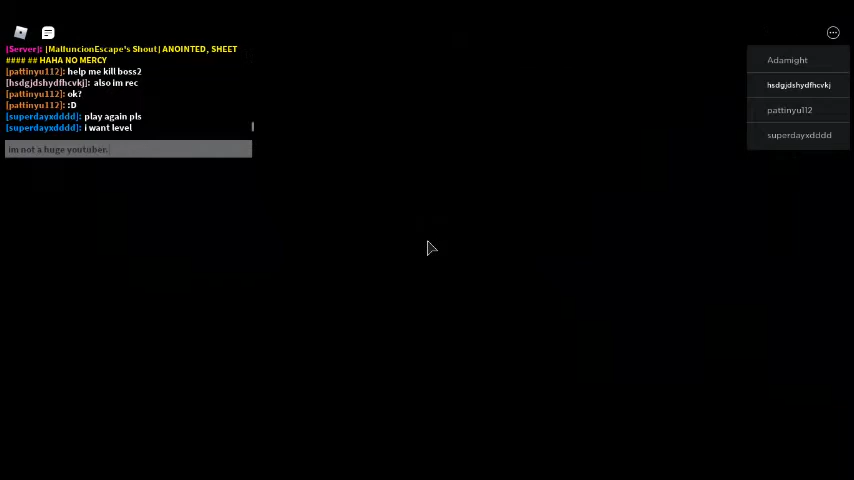 [Server]: [MalfuncionEscape's Shout] ANOINTED, SHEET
#### ## HAHA NO MERCY
[pattinyu112]: help me kill boss2
[hsdgjdshydfhcvkj]: also im rec
[pattinyu112]: ok?
[pattinyu112]: :D
[superdayxdddd]: play again pls
[superdayxdddd]: i want level
im not a huge youtuber.
Adamight
hsdgjdshydfhcvkj
pattinyu112
superdayxdddd